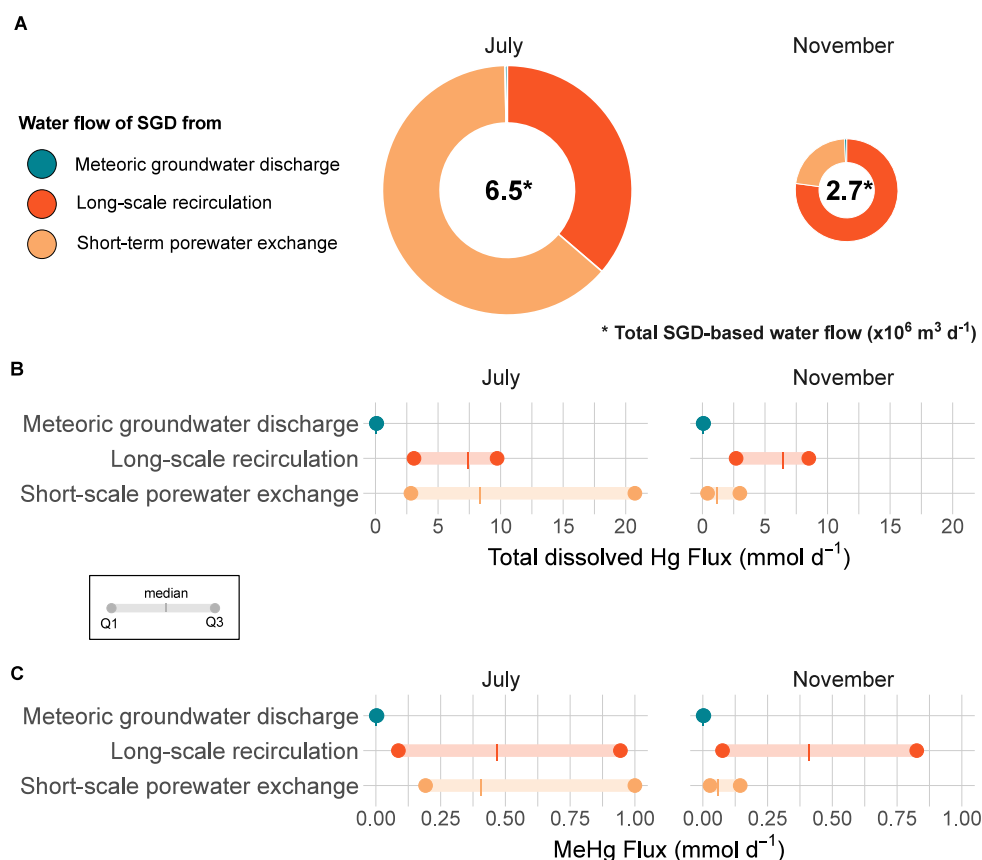 A
July
November
Water flow of SGD from
Meteoric groundwater discharge
Long-scale recirculation
Short-term porewater exchange
6.5*
2.7*
* Total SGD-based water flow (x10⁶ m³ d⁻¹)
B
July
November
Meteoric groundwater discharge
Long-scale recirculation
Short-scale porewater exchange
0 5 10 15 20
0 5 10 15 20
Total dissolved Hg Flux (mmol d⁻¹)
median
Q1 Q3
C
July
November
Meteoric groundwater discharge
Long-scale recirculation
Short-scale porewater exchange
0.00 0.25 0.50 0.75 1.00
0.00 0.25 0.50 0.75 1.00
MeHg Flux (mmol d⁻¹)